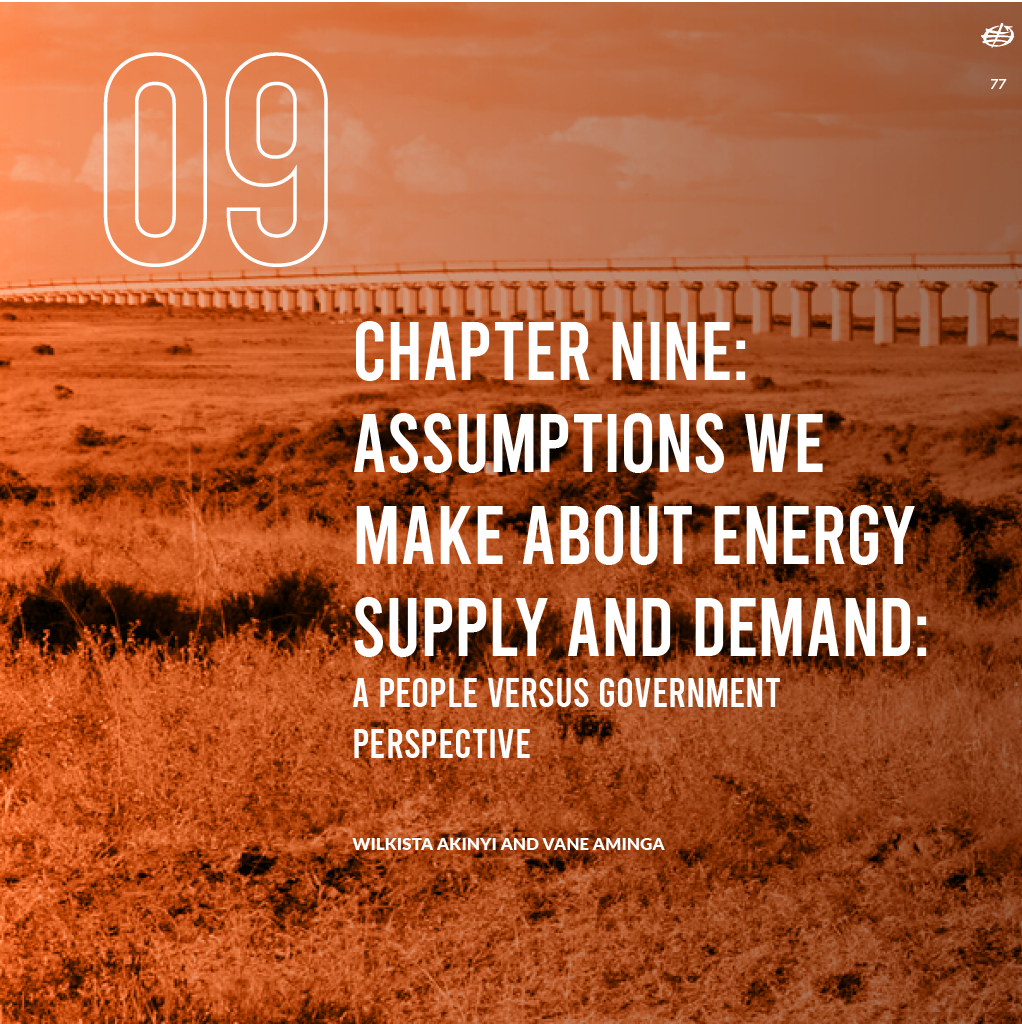 09
77
CHAPTER NINE:
ASSUMPTIONS WE
MAKE ABOUT ENERGY
SUPPLY AND DEMAND:
A PEOPLE VERSUS GOVERNMENT
PERSPECTIVE
WILKISTA AKINYI AND VANE AMINGA